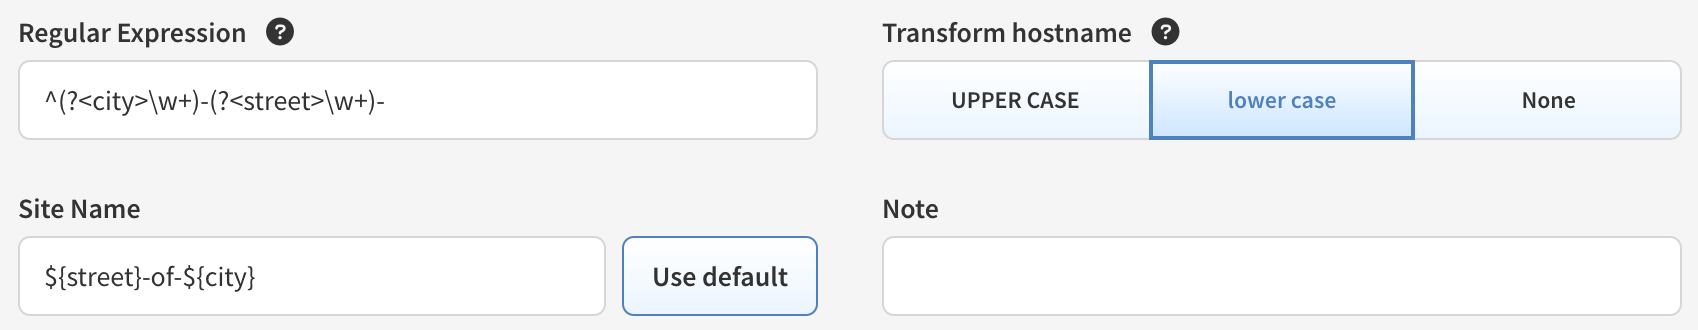 Regular Expression ?
^(?<city>\w+)-(?<street>\w+)-
Transform hostname ?
UPPER CASE lower case None
Site Name
${street}-of-${city} Use default
Note